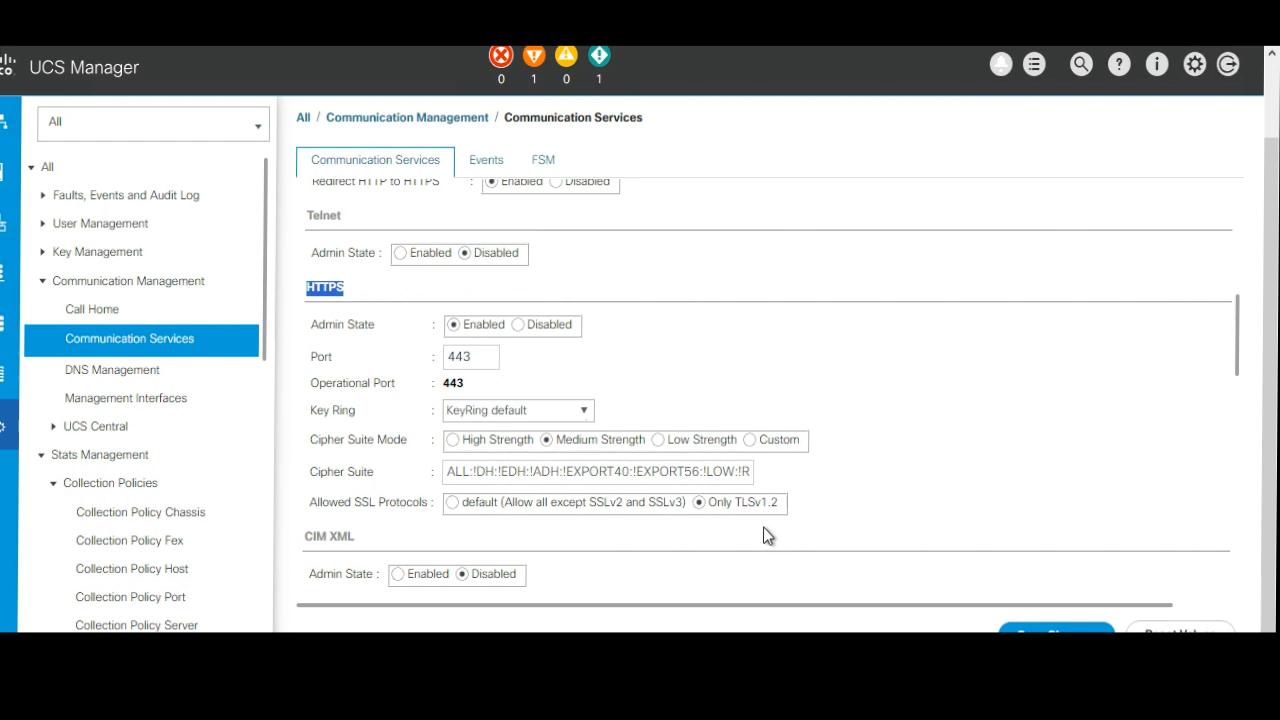 UCS Manager
0 1 0 1
All
All / Communication Management / Communication Services
Communication Services Events FSM
All
Faults, Events and Audit Log
User Management
Key Management
Communication Management
Call Home
Communication Services
DNS Management
Management Interfaces
UCS Central
Stats Management
Collection Policies
Collection Policy Chassis
Collection Policy Fex
Collection Policy Host
Collection Policy Port
Collection Policy Server
Redirect HTTP to HTTPS : Enabled Disabled
Telnet
Admin State : Enabled Disabled
HTTPS
Admin State : Enabled Disabled
Port : 443
Operational Port : 443
Key Ring : KeyRing default
Cipher Suite Mode : High Strength Medium Strength Low Strength Custom
Cipher Suite : ALL:!DH:!EDH:!ADH:!EXPORT40:!EXPORT56:!LOW:!R
Allowed SSL Protocols : default (Allow all except SSLv2 and SSLv3) Only TLSv1.2
CIM XML
Admin State : Enabled Disabled